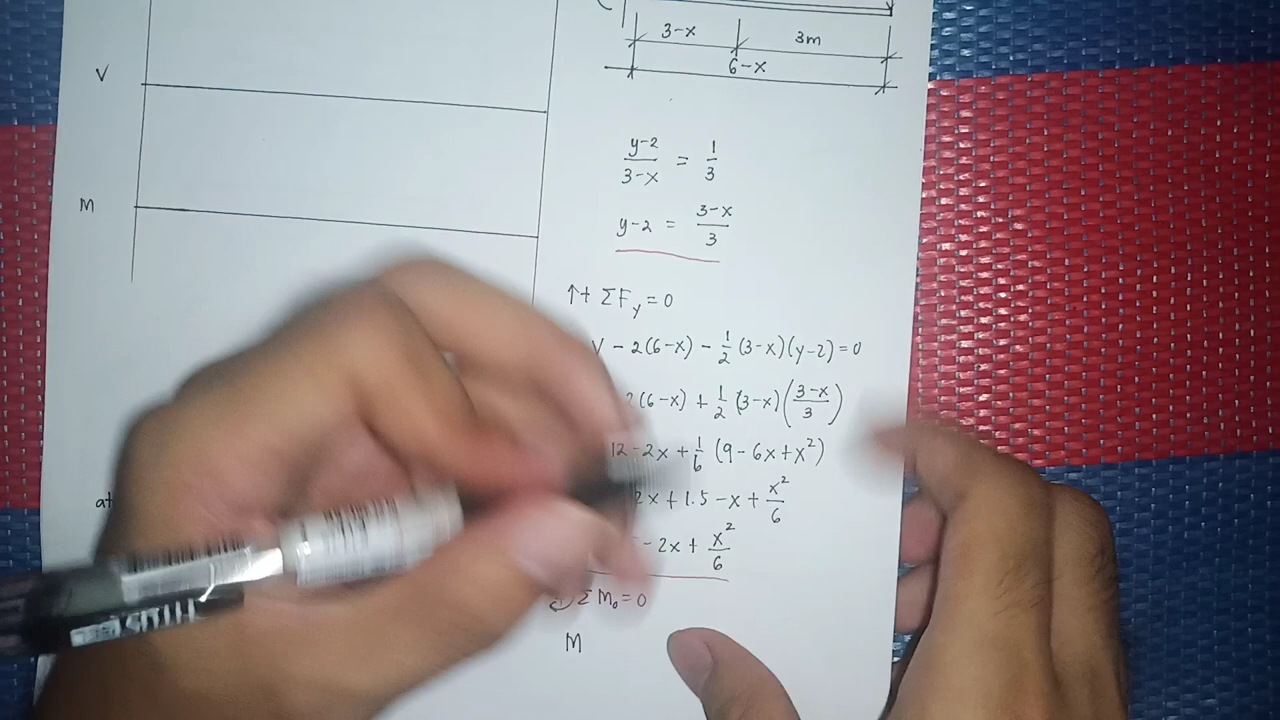 3-x
3m
6-x
V
M
y-2/3-x = 1/3
y-2 = 3-x/3
↑+ ΣFy = 0
V - 2(6-x) - 1/2 (3-x)(y-2) = 0
2(6-x) + 1/2 (3-x)(3-x/3)
12-2x + 1/6 (9-6x+x²)
2x + 1.5 - x + x²/6
- 2x + x²/6
at
+ ΣMo = 0
M